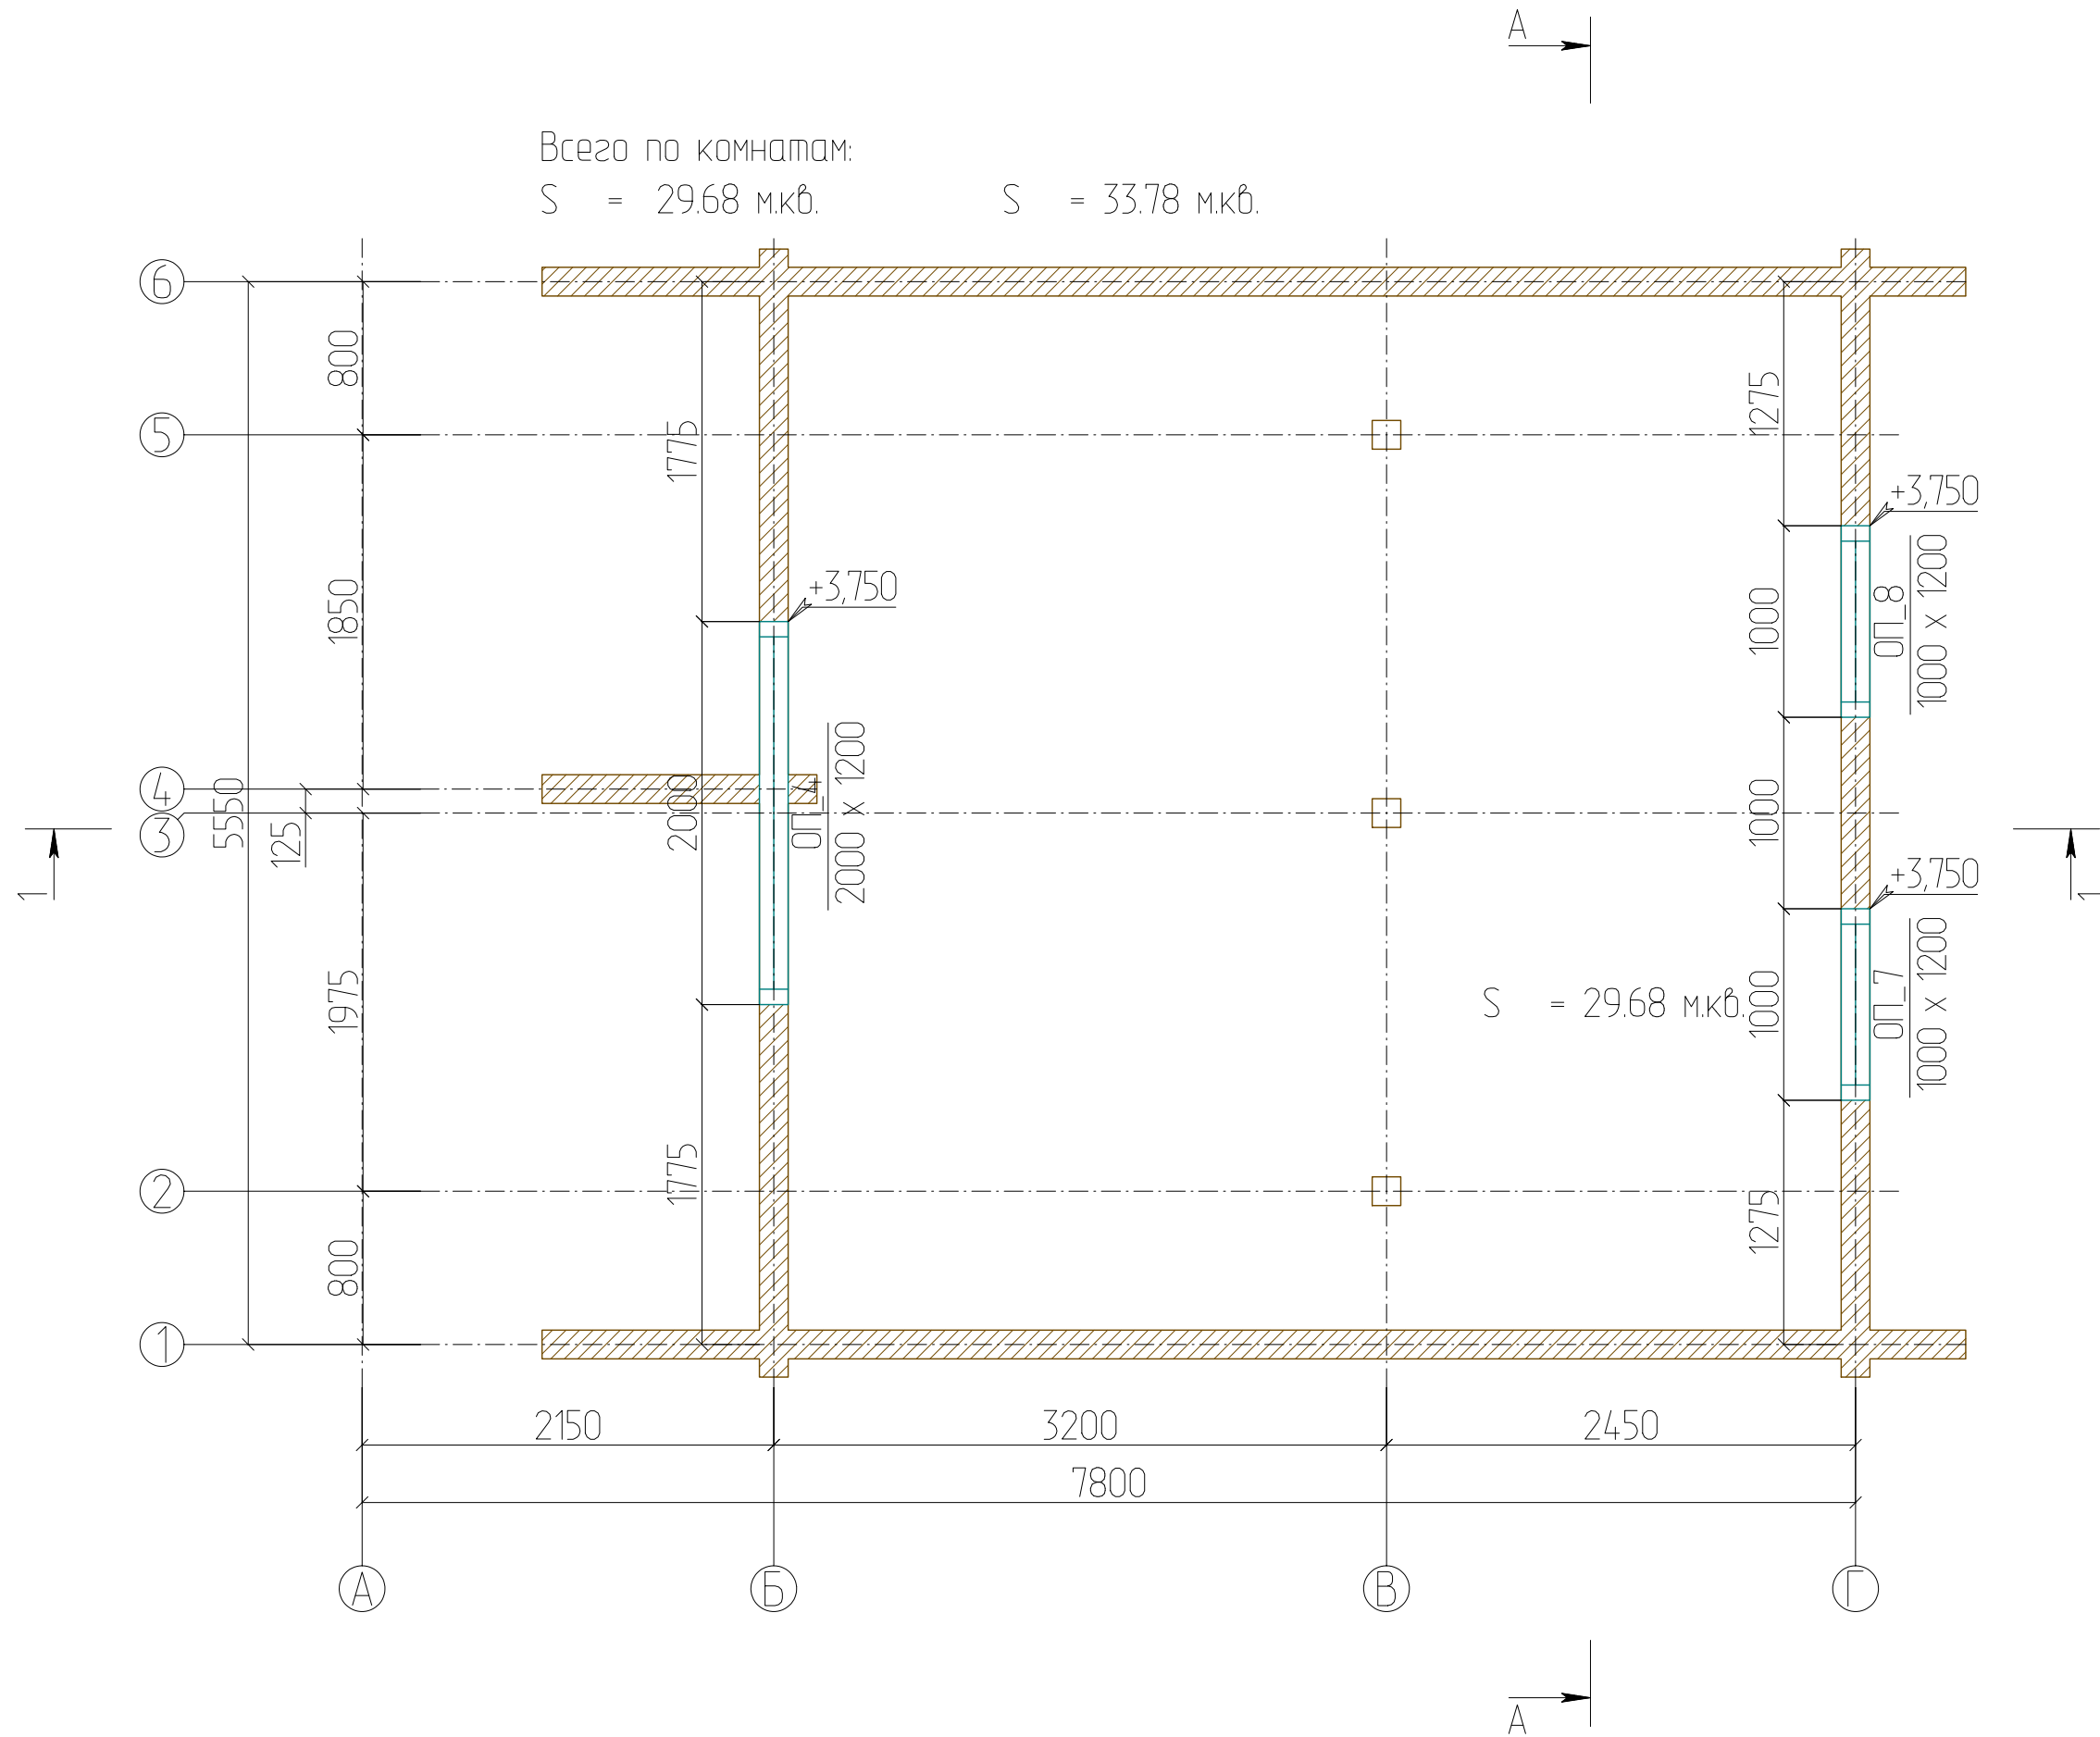 А
Всего по комнатам:
S = 29.68 м.кв. S = 33.78 м.кв.
6
800
1275
5
1775
+3,750
+3,750
1850
1000
ОП_8
1000 х 1200
4
3
5550
125
2000
ОП_4
2000 х 1200
1000
1
1
+3,750
1975
S = 29.68 м.кв.
1000
ОП_7
1000 х 1200
2
1775
1275
800
1
2150
3200
2450
7800
А
Б
В
Г
А